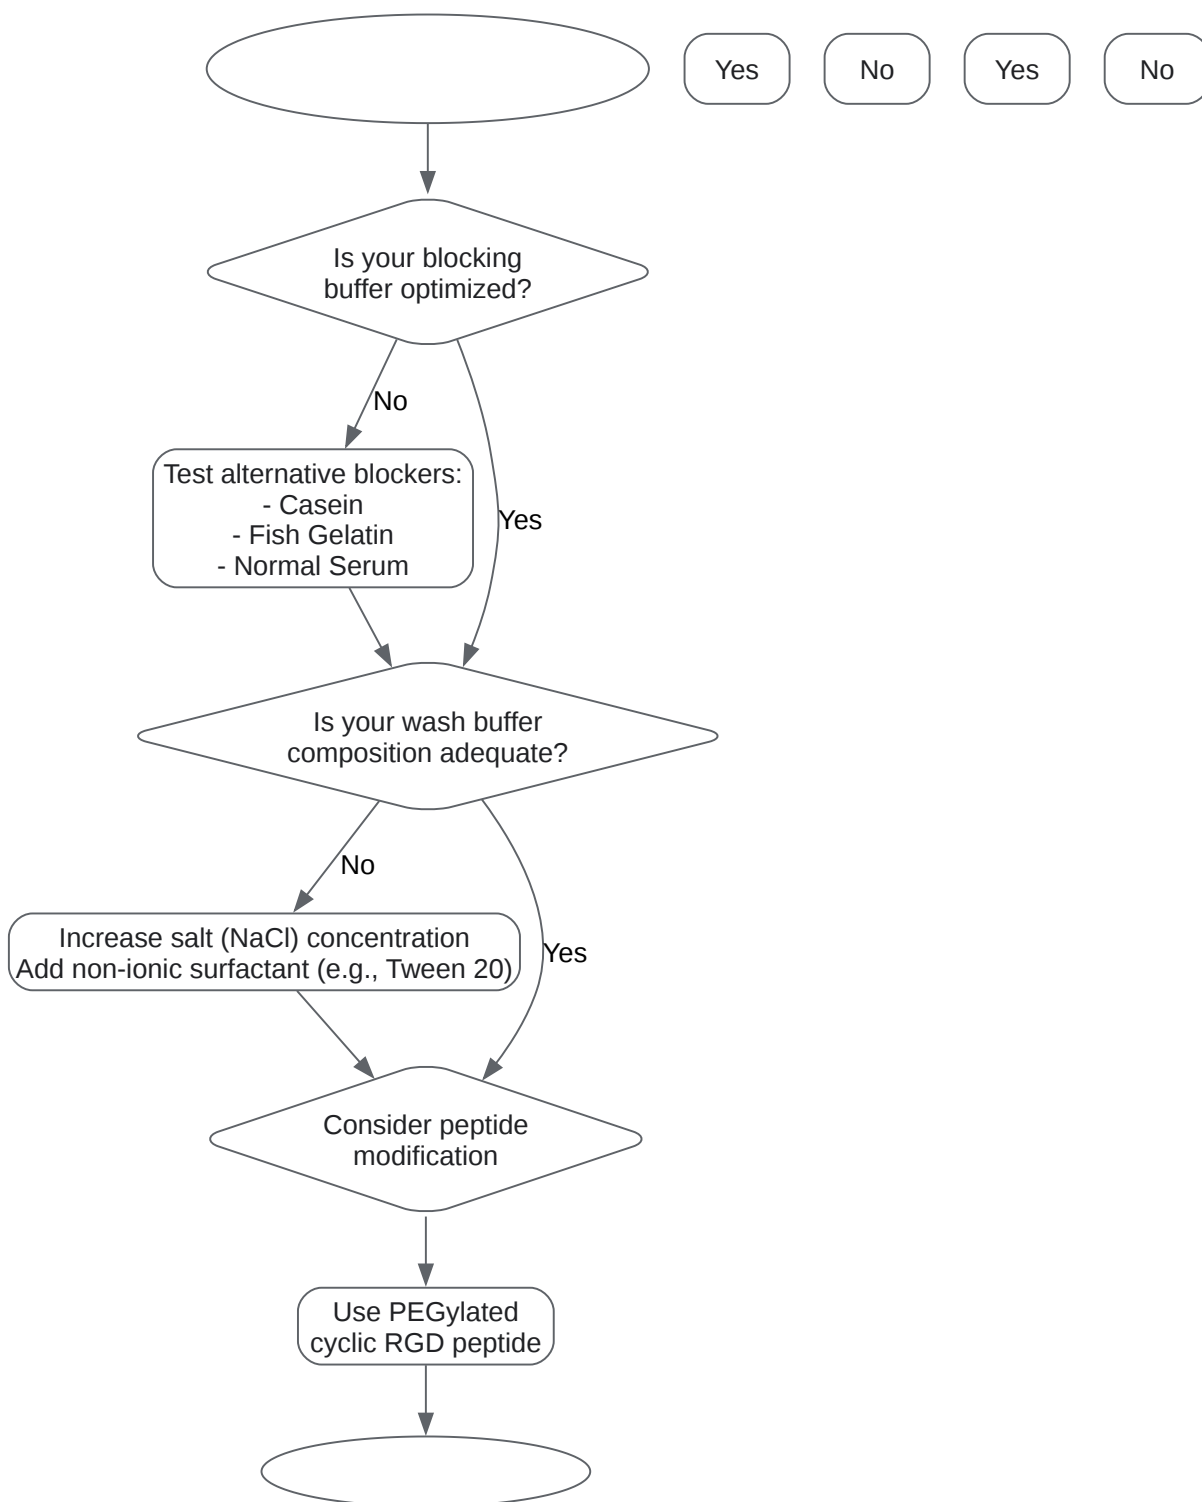 Yes
No
Yes
No
Is your blocking
buffer optimized?
No
Test alternative blockers:
- Casein
- Fish Gelatin
- Normal Serum
Yes
Is your wash buffer
composition adequate?
No
Increase salt (NaCl) concentration
Add non-ionic surfactant (e.g., Tween 20)
Yes
Consider peptide
modification
Use PEGylated
cyclic RGD peptide